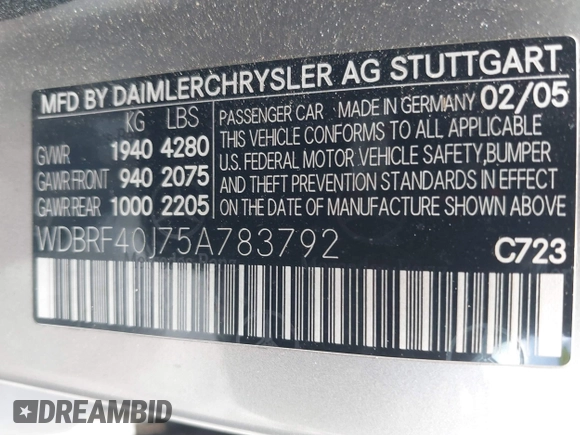 MFD BY DAIMLERCHRYSLER AG STUTTGART
KG LBS
GVWR 1940 4280
GAWR FRONT 940 2075
GAWR REAR 1000 2205
PASSENGER CAR MADE IN GERMANY 02/05
THIS VEHICLE CONFORMS TO ALL APPLICABLE
U.S. FEDERAL MOTOR VEHICLE SAFETY,BUMPER
AND THEFT PREVENTION STANDARDS IN EFFECT
ON THE DATE OF MANUFACTURE SHOWN ABOVE
WDBRF40J75A783792
C723
DREAMBID